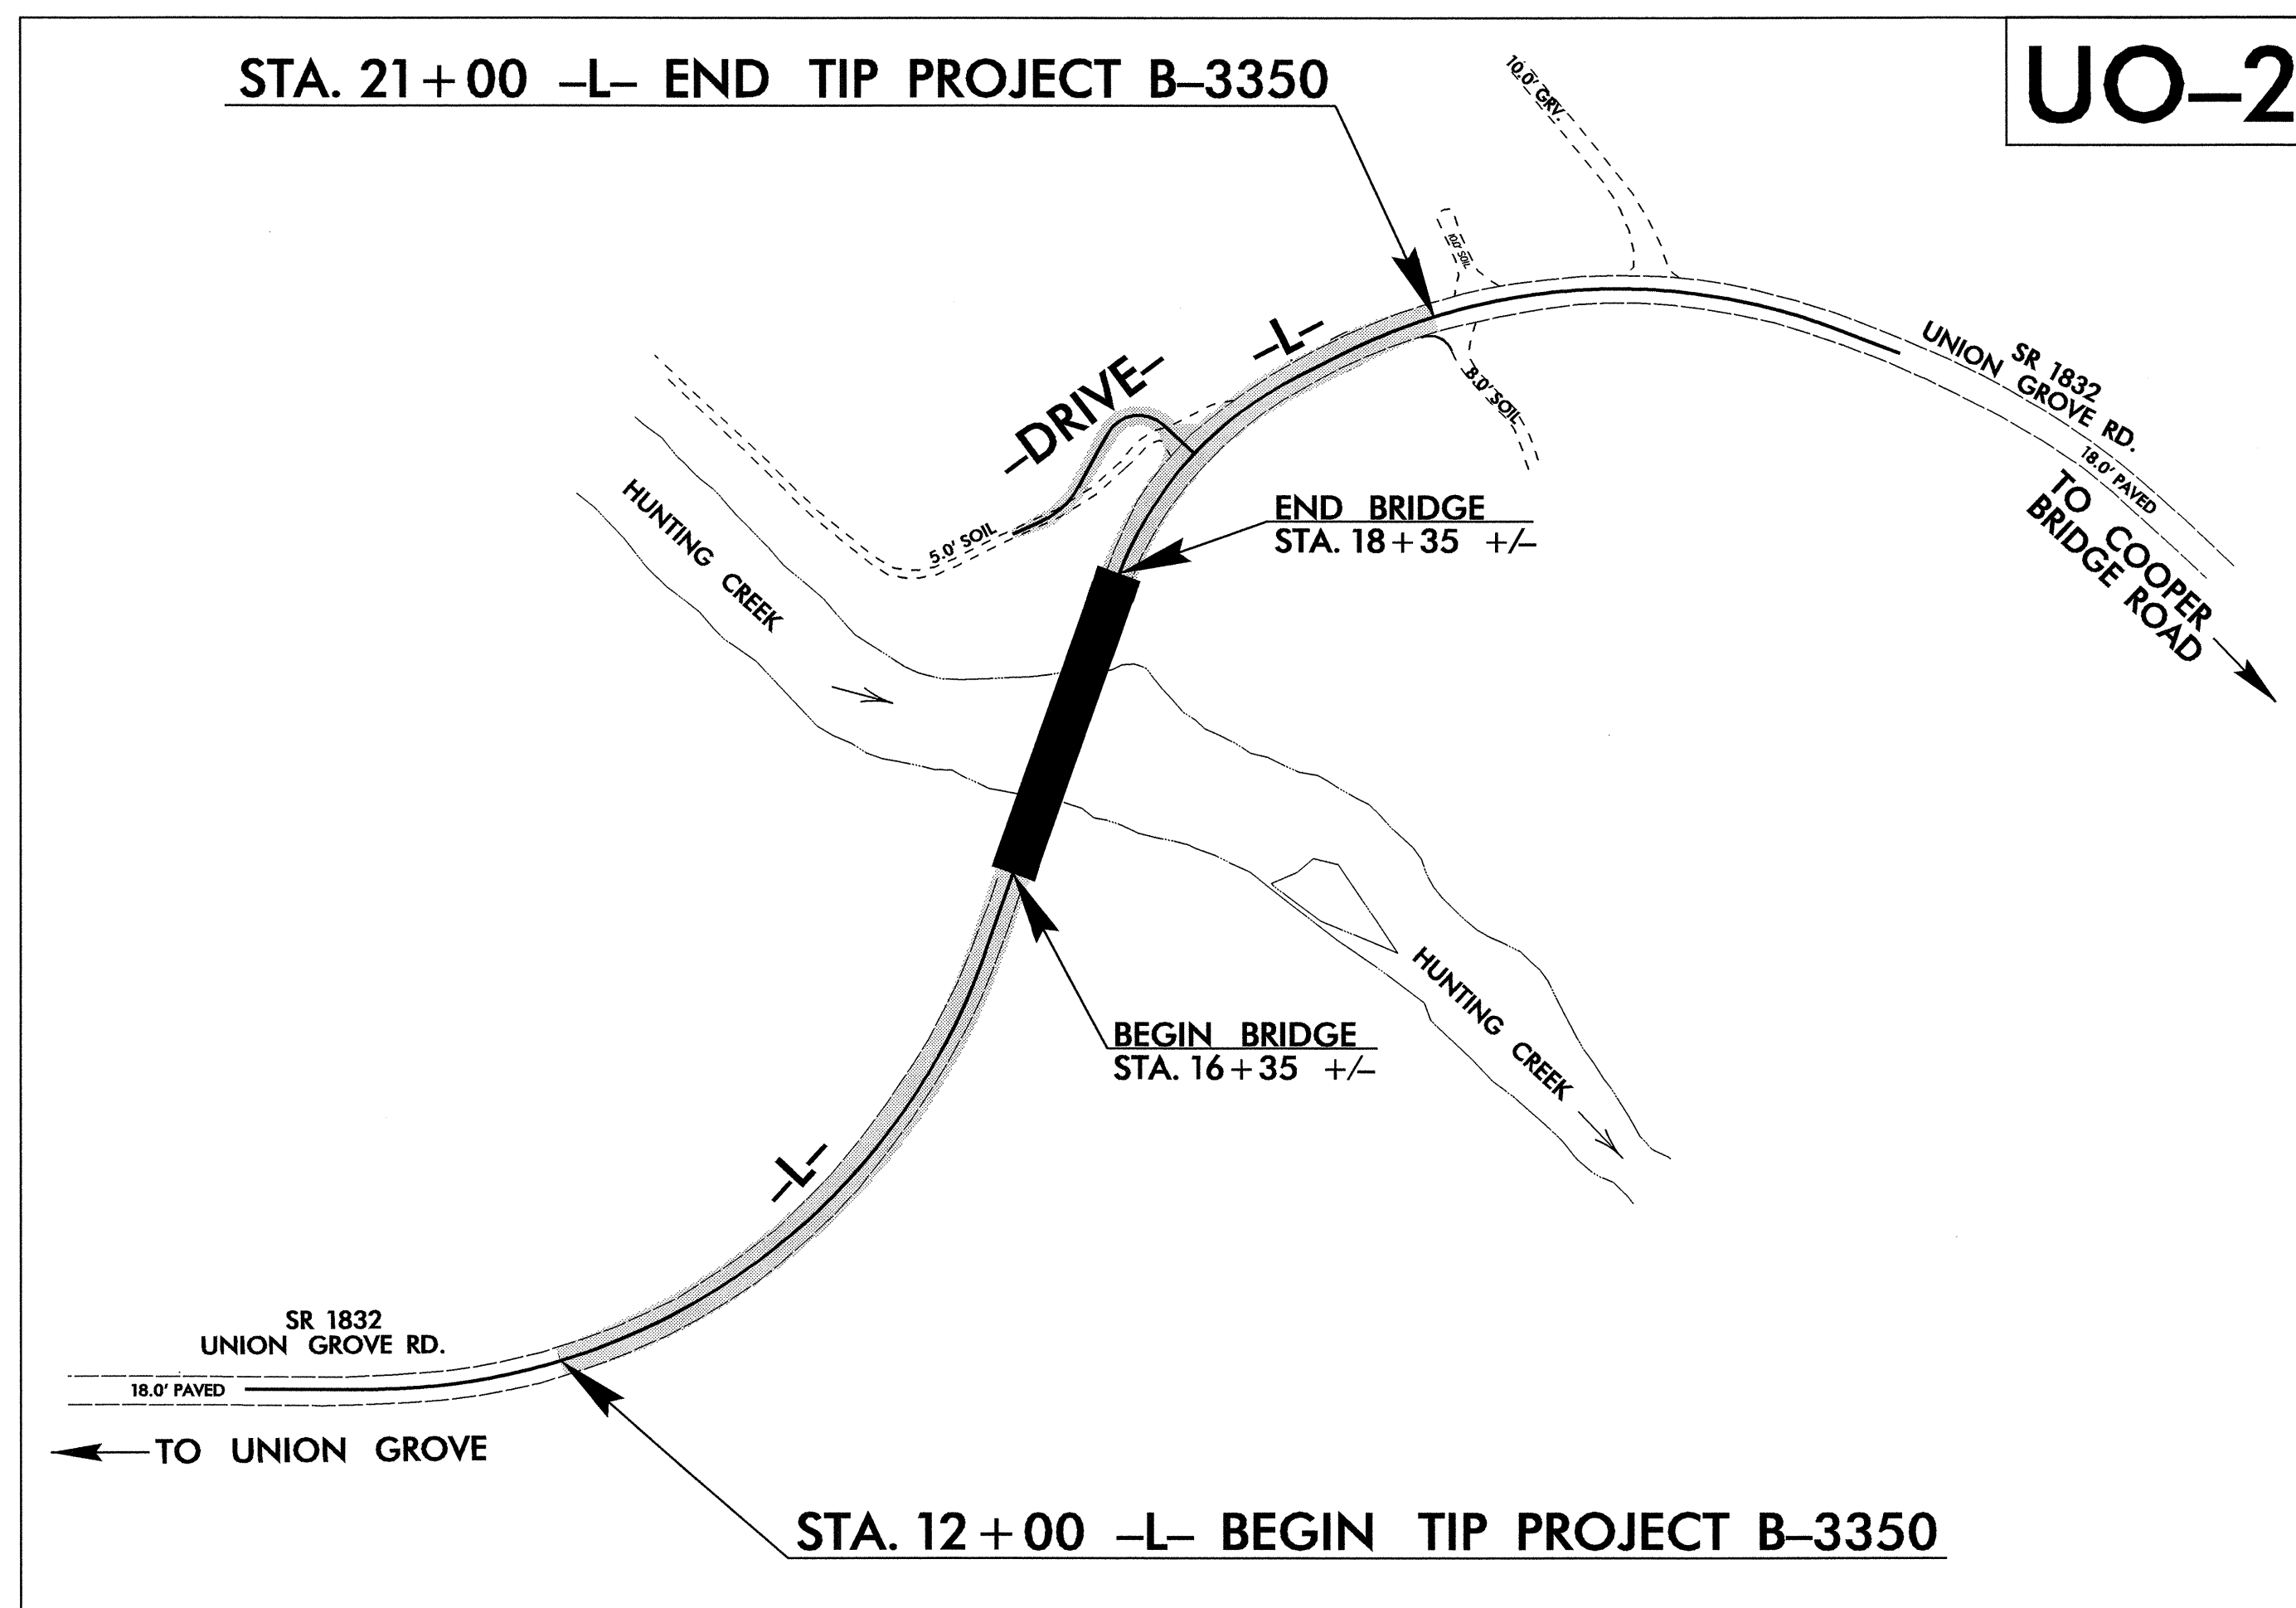 STA. 21+00 –L– END TIP PROJECT B–3350
UO–2
10.0' GRV.
10.0' SOIL
–L–
–DRIVE–
8.0' SOIL
SR 1832
UNION GROVE RD.
18.0' PAVED
TO COOPER
BRIDGE ROAD
HUNTING CREEK
5.0' SOIL
END BRIDGE
STA. 18+35 +/–
HUNTING CREEK
BEGIN BRIDGE
STA. 16+35 +/–
–L–
SR 1832
UNION GROVE RD.
18.0' PAVED
TO UNION GROVE
STA. 12+00 –L– BEGIN TIP PROJECT B–3350